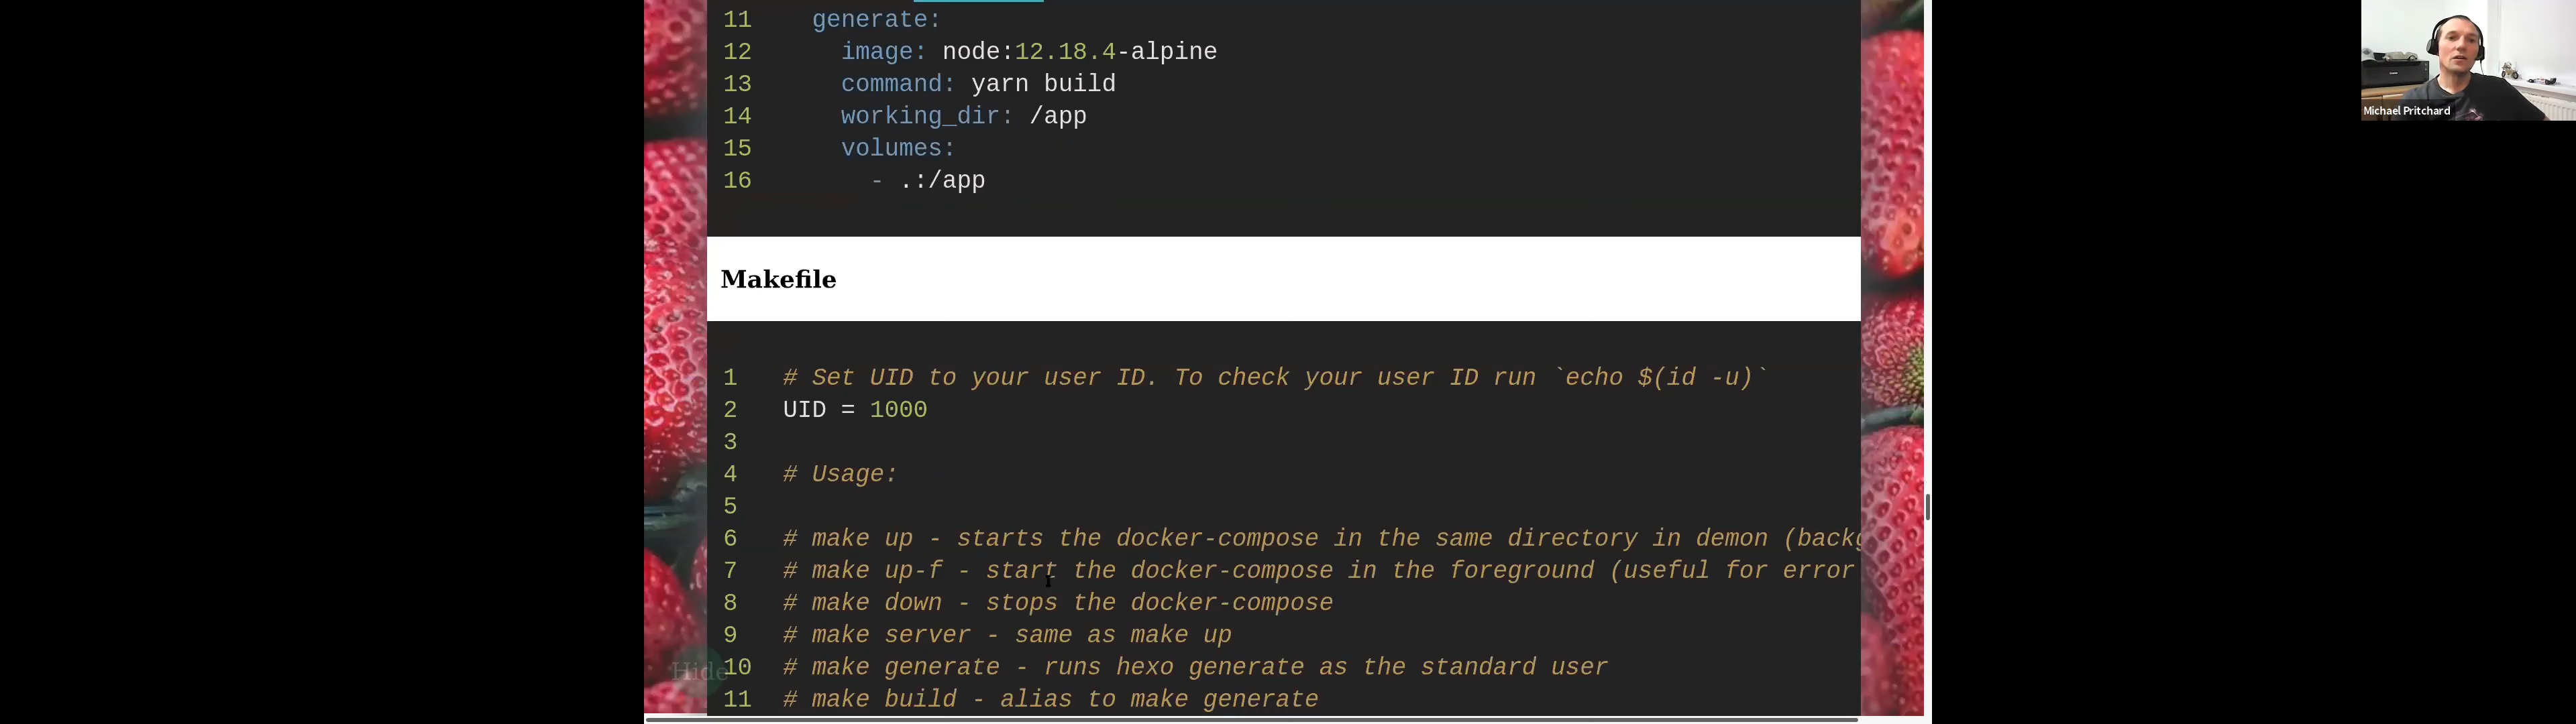 11 generate:
12 image: node:12.18.4-alpine
13 command: yarn build
14 working_dir: /app
15 volumes:
16 - .:/app
Michael Pritchard
Makefile
1 # Set UID to your user ID. To check your user ID run `echo $(id -u)`
2 UID = 1000
3
4 # Usage:
5
6 # make up - starts the docker-compose in the same directory in demon (backg
7 # make up-f - start the docker-compose in the foreground (useful for error
8 # make down - stops the docker-compose
9 # make server - same as make up
10 # make generate - runs hexo generate as the standard user
11 # make build - alias to make generate
Hide